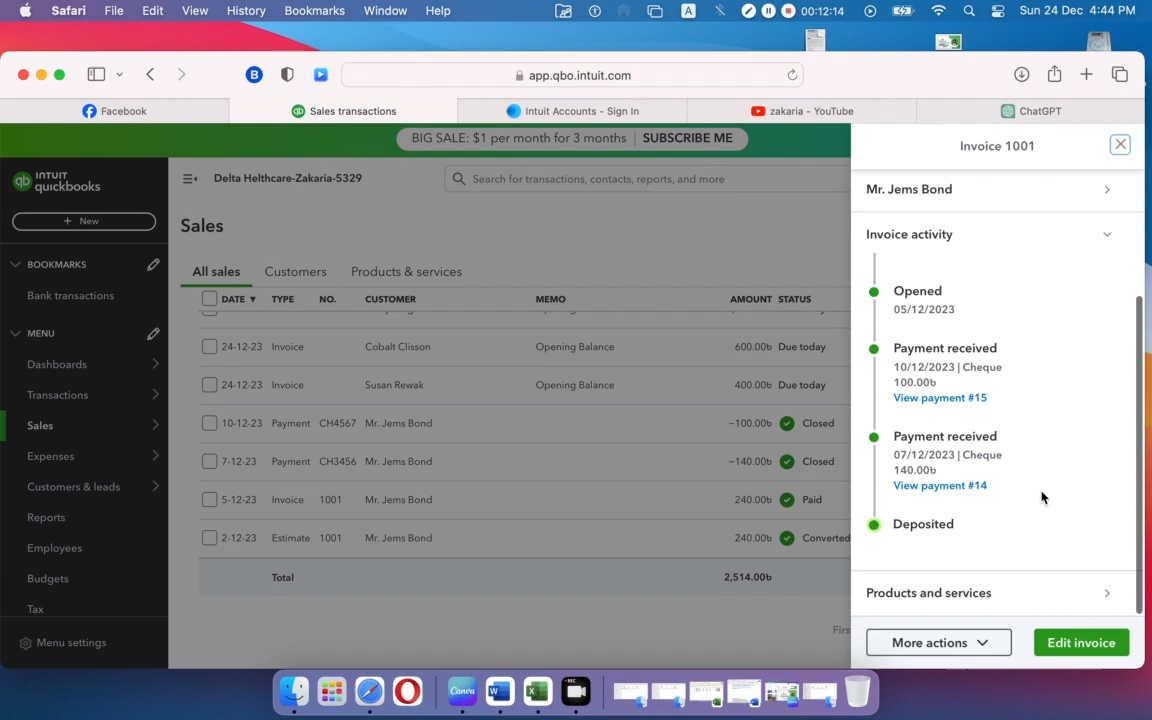 Safari File Edit View History Bookmarks Window Help A 00:12:14 Sun 24 Dec 4:44 PM
B app.qbo.intuit.com
Facebook Sales transactions Intuit Accounts - Sign In zakaria - YouTube ChatGPT
BIG SALE: $1 per month for 3 months SUBSCRIBE ME
INTUIT
quickbooks
+ New
BOOKMARKS
Bank transactions
MENU
Dashboards
Transactions
Sales
Expenses
Customers & leads
Reports
Employees
Budgets
Tax
Menu settings
Delta Helthcare-Zakaria-5329
Search for transactions, contacts, reports, and more
Sales
All sales Customers Products & services
DATE ▼ TYPE NO. CUSTOMER MEMO AMOUNT STATUS
24-12-23 Invoice Cobalt Clisson Opening Balance 600.00৳ Due today
24-12-23 Invoice Susan Rewak Opening Balance 400.00৳ Due today
10-12-23 Payment CH4567 Mr. Jems Bond −100.00৳ Closed
7-12-23 Payment CH3456 Mr. Jems Bond −140.00৳ Closed
5-12-23 Invoice 1001 Mr. Jems Bond 240.00৳ Paid
2-12-23 Estimate 1001 Mr. Jems Bond 240.00৳ Converted
Total 2,514.00৳
Firs
Invoice 1001
Mr. Jems Bond
Invoice activity
Opened
05/12/2023
Payment received
10/12/2023 | Cheque
100.00৳
View payment #15
Payment received
07/12/2023 | Cheque
140.00৳
View payment #14
Deposited
Products and services
More actions Edit invoice
Canva W X REC